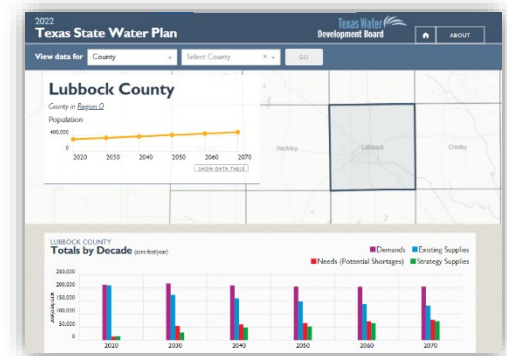 2022
Texas State Water Plan
Texas Water
Development Board
ABOUT
View data for County Select County × GO
Lubbock County
County in Region O
Population
400,000
0
2020 2030 2040 2050 2060 2070
SHOW DATA TABLE
Hockley Lubbock Crosby
LUBBOCK COUNTY
Totals by Decade (acre-feet/year)
Demands Existing Supplies
Needs (Potential Shortages) Strategy Supplies
250,000
200,000
150,000
100,000
50,000
0
2020 2030 2040 2050 2060 2070